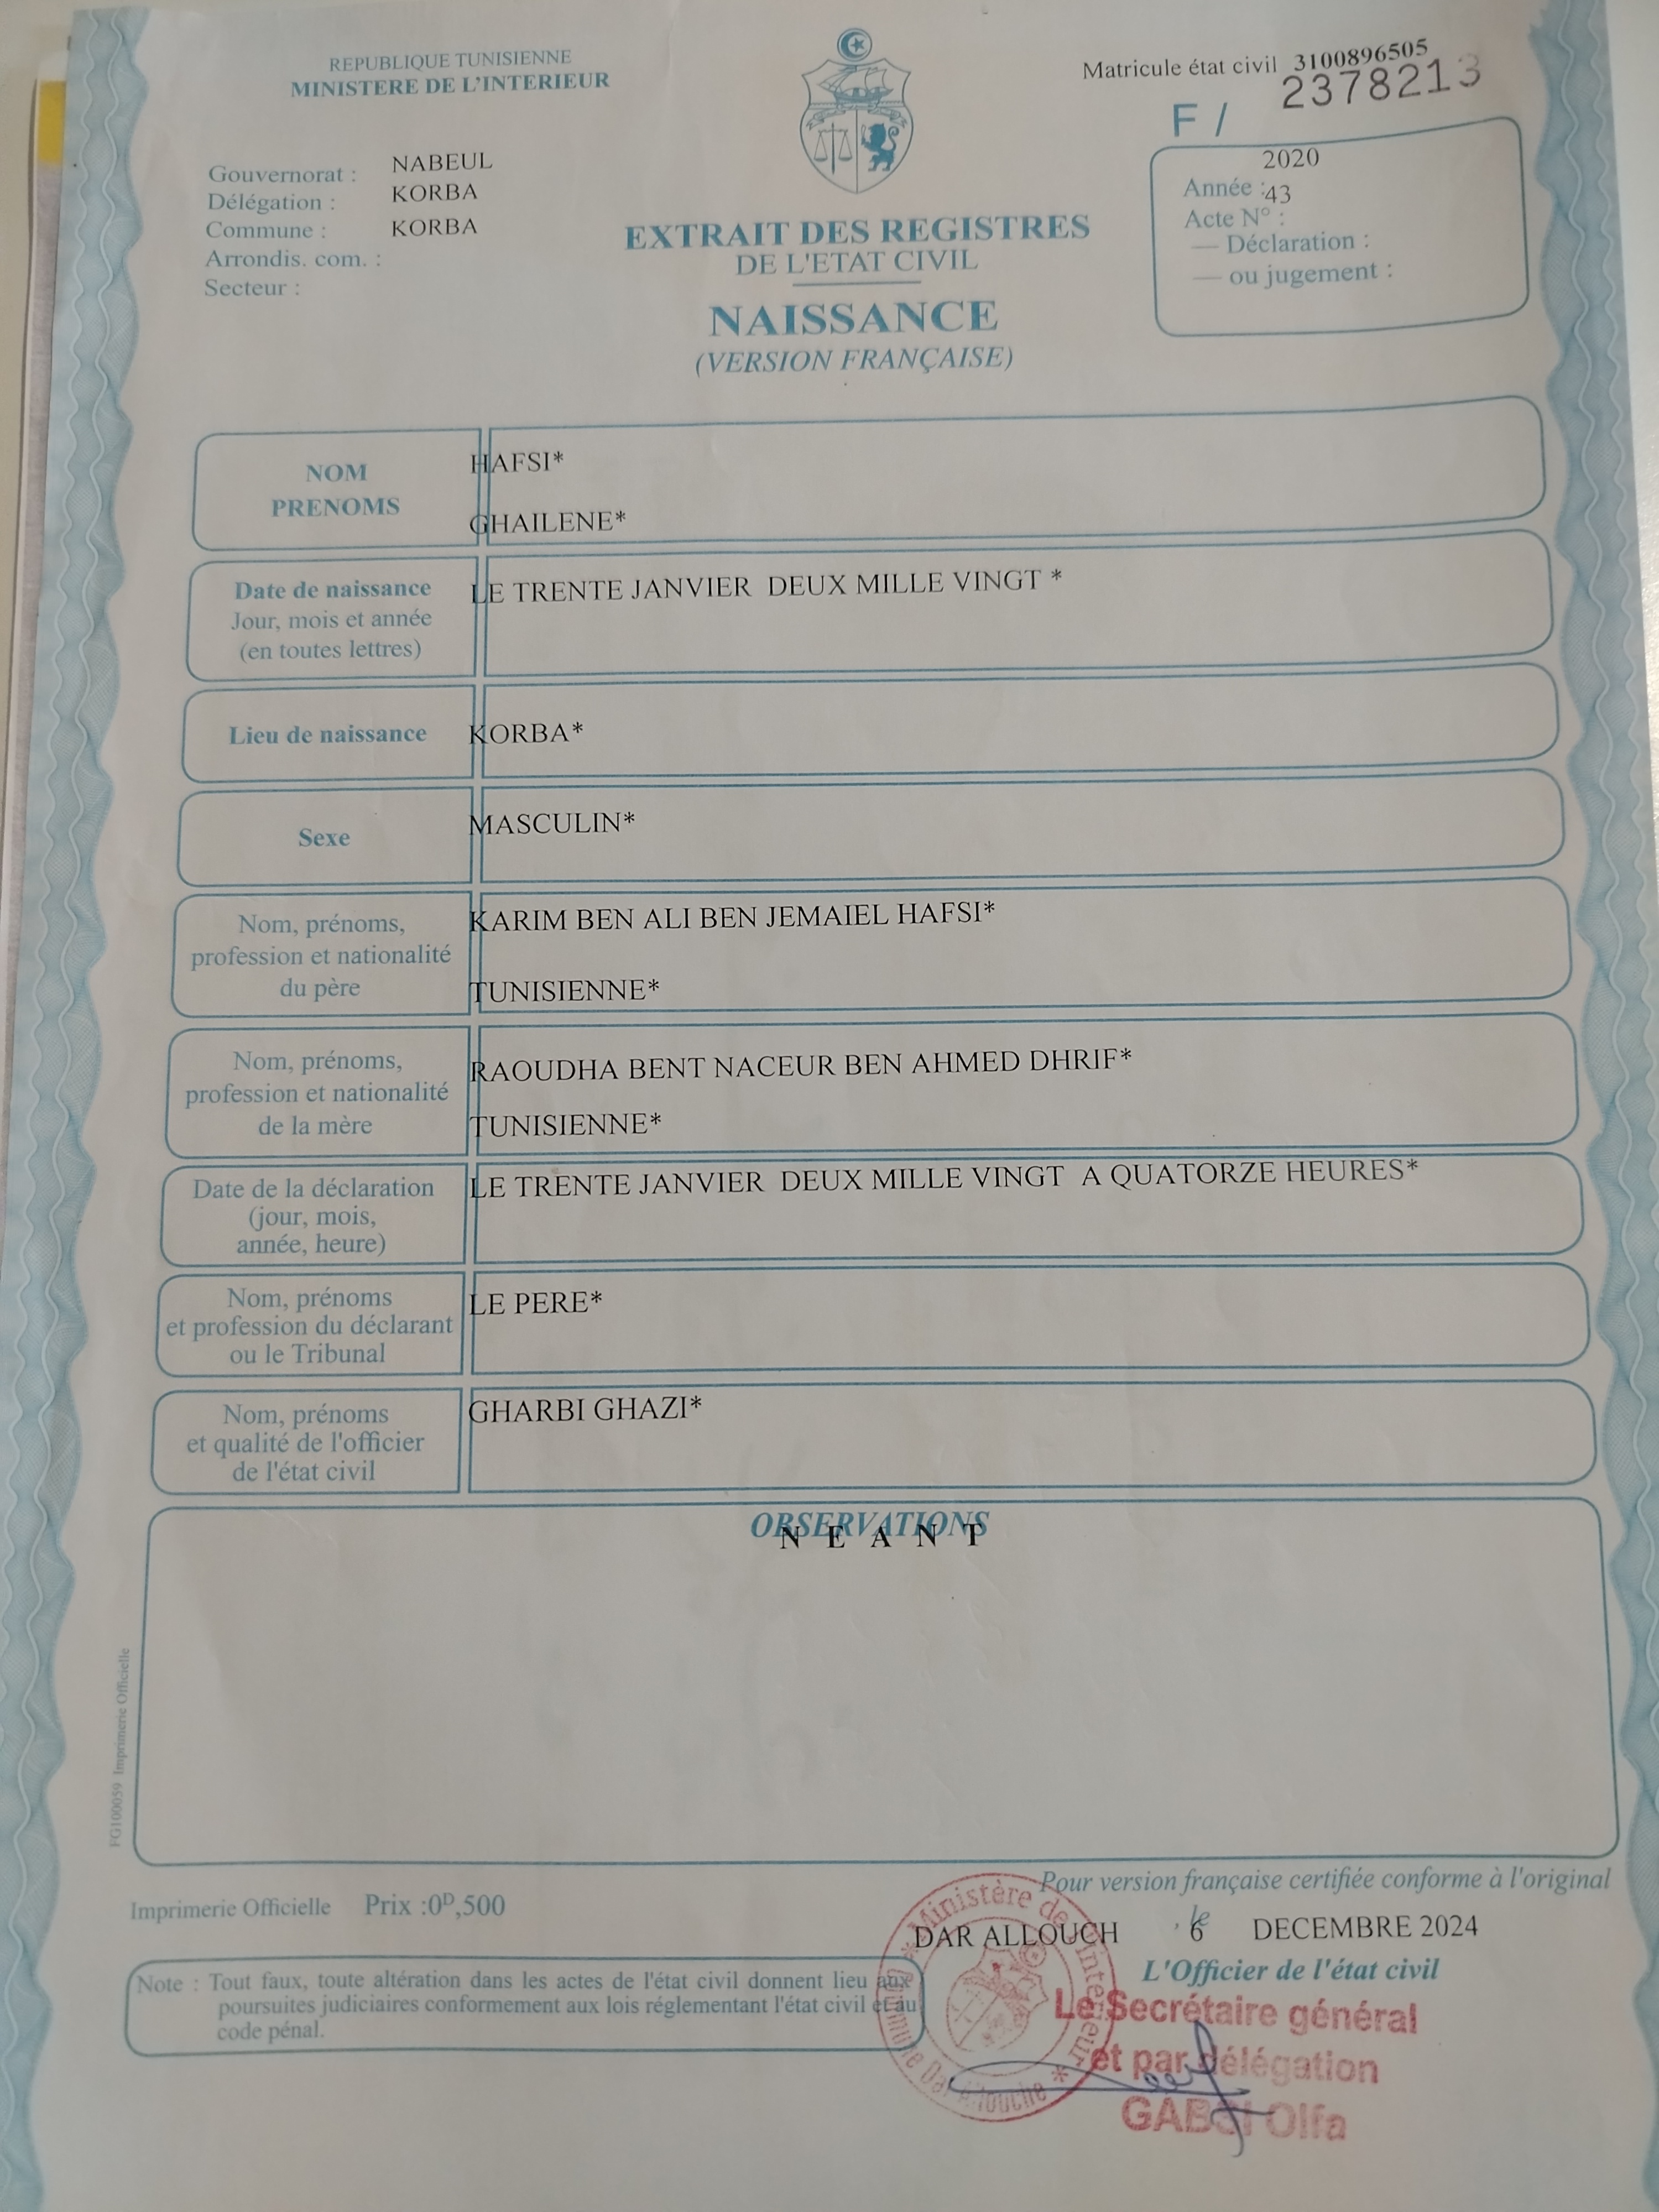 REPUBLIQUE TUNISIENNE
MINISTERE DE L'INTERIEUR
Matricule état civil 3100896505
F / 2378213
Gouvernorat : NABEUL
Délégation : KORBA
Commune : KORBA
Arrondis. com. :
Secteur :
2020
Année :
43
Acte N° :
— Déclaration :
— ou jugement :
EXTRAIT DES REGISTRES
DE L'ETAT CIVIL
NAISSANCE
(VERSION FRANÇAISE)
NOM
PRENOMS
HAFSI*
GHAILENE*
Date de naissance
Jour, mois et année
(en toutes lettres)
LE TRENTE JANVIER DEUX MILLE VINGT *
Lieu de naissance
KORBA*
Sexe
MASCULIN*
Nom, prénoms,
profession et nationalité
du père
KARIM BEN ALI BEN JEMAIEL HAFSI*
TUNISIENNE*
Nom, prénoms,
profession et nationalité
de la mère
RAOUDHA BENT NACEUR BEN AHMED DHRIF*
TUNISIENNE*
Date de la déclaration
(jour, mois,
année, heure)
LE TRENTE JANVIER DEUX MILLE VINGT A QUATORZE HEURES*
Nom, prénoms
et profession du déclarant
ou le Tribunal
LE PERE*
Nom, prénoms
et qualité de l'officier
de l'état civil
GHARBI GHAZI*
OBSERVATIONS
N E A N T
FG100059 Imprimerie Officielle
Imprimerie Officielle Prix :0ᴰ,500
Pour version française certifiée conforme à l'original
DAR ALLOUCH , le 6 DECEMBRE 2024
L'Officier de l'état civil
Note : Tout faux, toute altération dans les actes de l'état civil donnent lieu aux
poursuites judiciaires conformement aux lois réglementant l'état civil et au
code pénal.
* Ministère de l'Interieur *
Commune Dar Allouche
Le Secrétaire général
et par délégation
GABSI Olfa